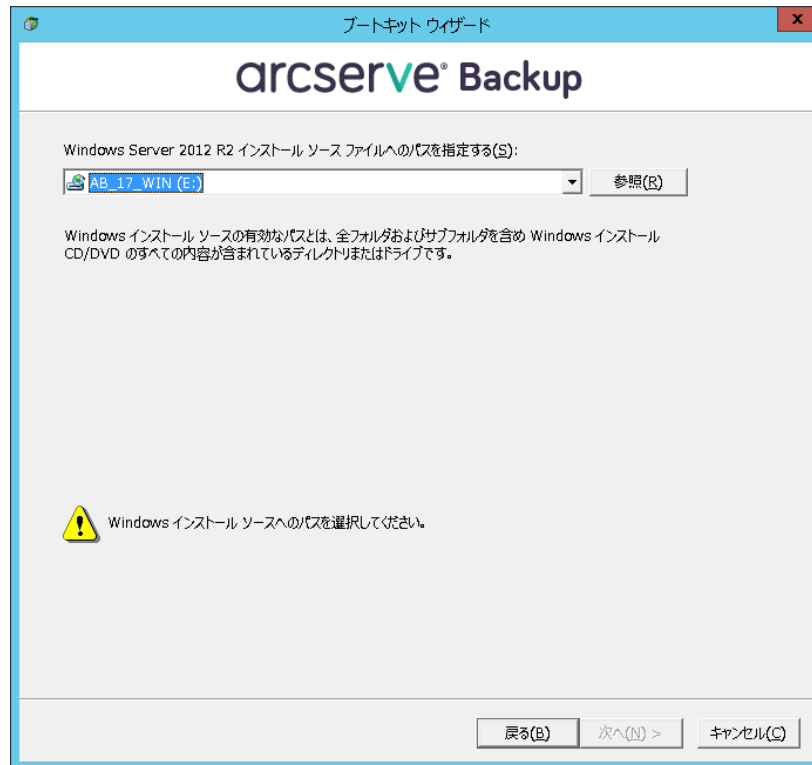 ブートキット ウィザード
x
arcserve® Backup
Windows Server 2012 R2 インストール ソース ファイルへのパスを指定する(S):
AB_17_WIN (E:)
参照(R)
Windows インストール ソースの有効なパスとは、全フォルダおよびサブフォルダを含め Windows インストール
CD/DVD のすべての内容が含まれているディレクトリまたはドライブです。
Windows インストール ソースへのパスを選択してください。
戻る(B)
次へ(N) >
キャンセル(C)